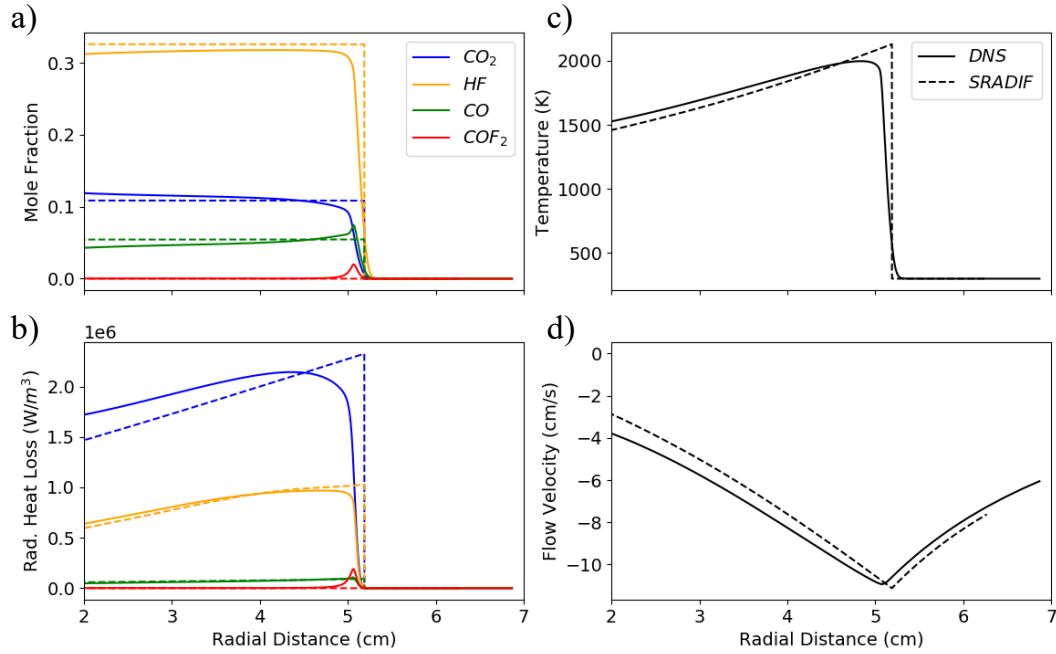 a)
0.3
0.2
0.1
0.0
Mole Fraction
CO₂
HF
CO
COF₂
c)
2000
1500
1000
500
Temperature (K)
DNS
SRADIF
b)
1e6
2.0
1.5
1.0
0.5
0.0
Rad. Heat Loss (W/m³)
2 3 4 5 6 7
Radial Distance (cm)
d)
0
−2
−4
−6
−8
−10
Flow Velocity (cm/s)
2 3 4 5 6 7
Radial Distance (cm)